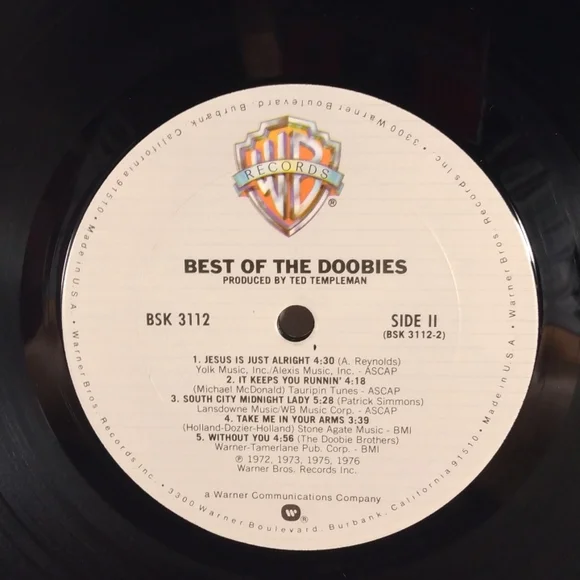 WB
RECORDS
®
BEST OF THE DOOBIES
PRODUCED BY TED TEMPLEMAN
BSK 3112
SIDE II
(BSK 3112-2)
1. JESUS IS JUST ALRIGHT 4:30 (A. Reynolds)
Yolk Music, Inc./Alexis Music, Inc. - ASCAP
2. IT KEEPS YOU RUNNIN' 4:18
(Michael McDonald) Tauripin Tunes - ASCAP
3. SOUTH CITY MIDNIGHT LADY 5:28 (Patrick Simmons)
Lansdowne Music/WB Music Corp. - ASCAP
4. TAKE ME IN YOUR ARMS 3:39
(Holland-Dozier-Holland) Stone Agate Music - BMI
5. WITHOUT YOU 4:56 (The Doobie Brothers)
Warner-Tamerlane Pub. Corp. - BMI
℗ 1972, 1973, 1975, 1976
Warner Bros. Records Inc.
a Warner Communications Company
®
Warner Bros Records Inc. • 3300 Warner Boulevard, Burbank, California 91510 • Made in U.S.A. • Warner Bros Records Inc. • 3300 Warner Boulevard, Burbank, California 91510 • Made in U.S.A. •